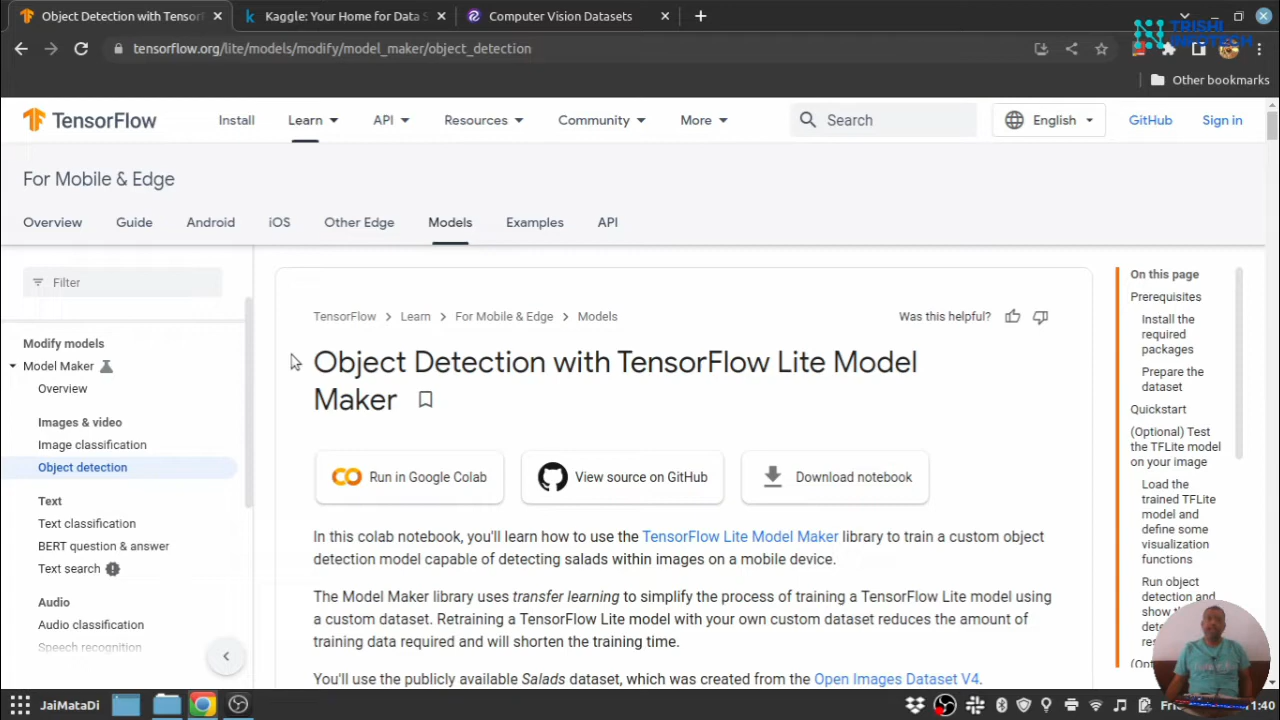 Object Detection with TensorF
Kaggle: Your Home for Data S
Computer Vision Datasets
tensorflow.org/lite/models/modify/model_maker/object_detection
TRISHI
INFOTECH
Other bookmarks
TensorFlow
Install
Learn
API
Resources
Community
More
Search
English
GitHub
Sign in
For Mobile & Edge
Overview
Guide
Android
iOS
Other Edge
Models
Examples
API
Filter
Modify models
Model Maker
Overview
Images & video
Image classification
Object detection
Text
Text classification
BERT question & answer
Text search
Audio
Audio classification
Speech recognition
TensorFlow > Learn > For Mobile & Edge > Models
Was this helpful?
Object Detection with TensorFlow Lite Model
Maker
Run in Google Colab
View source on GitHub
Download notebook
In this colab notebook, you'll learn how to use the TensorFlow Lite Model Maker library to train a custom object
detection model capable of detecting salads within images on a mobile device.
The Model Maker library uses transfer learning to simplify the process of training a TensorFlow Lite model using
a custom dataset. Retraining a TensorFlow Lite model with your own custom dataset reduces the amount of
training data required and will shorten the training time.
You'll use the publicly available Salads dataset, which was created from the Open Images Dataset V4.
On this page
Prerequisites
Install the
required
packages
Prepare the
dataset
Quickstart
(Optional) Test
the TFLite model
on your image
Load the
trained TFLite
model and
define some
visualization
functions
Run object
detection and
show
JaiMataDi
1:40